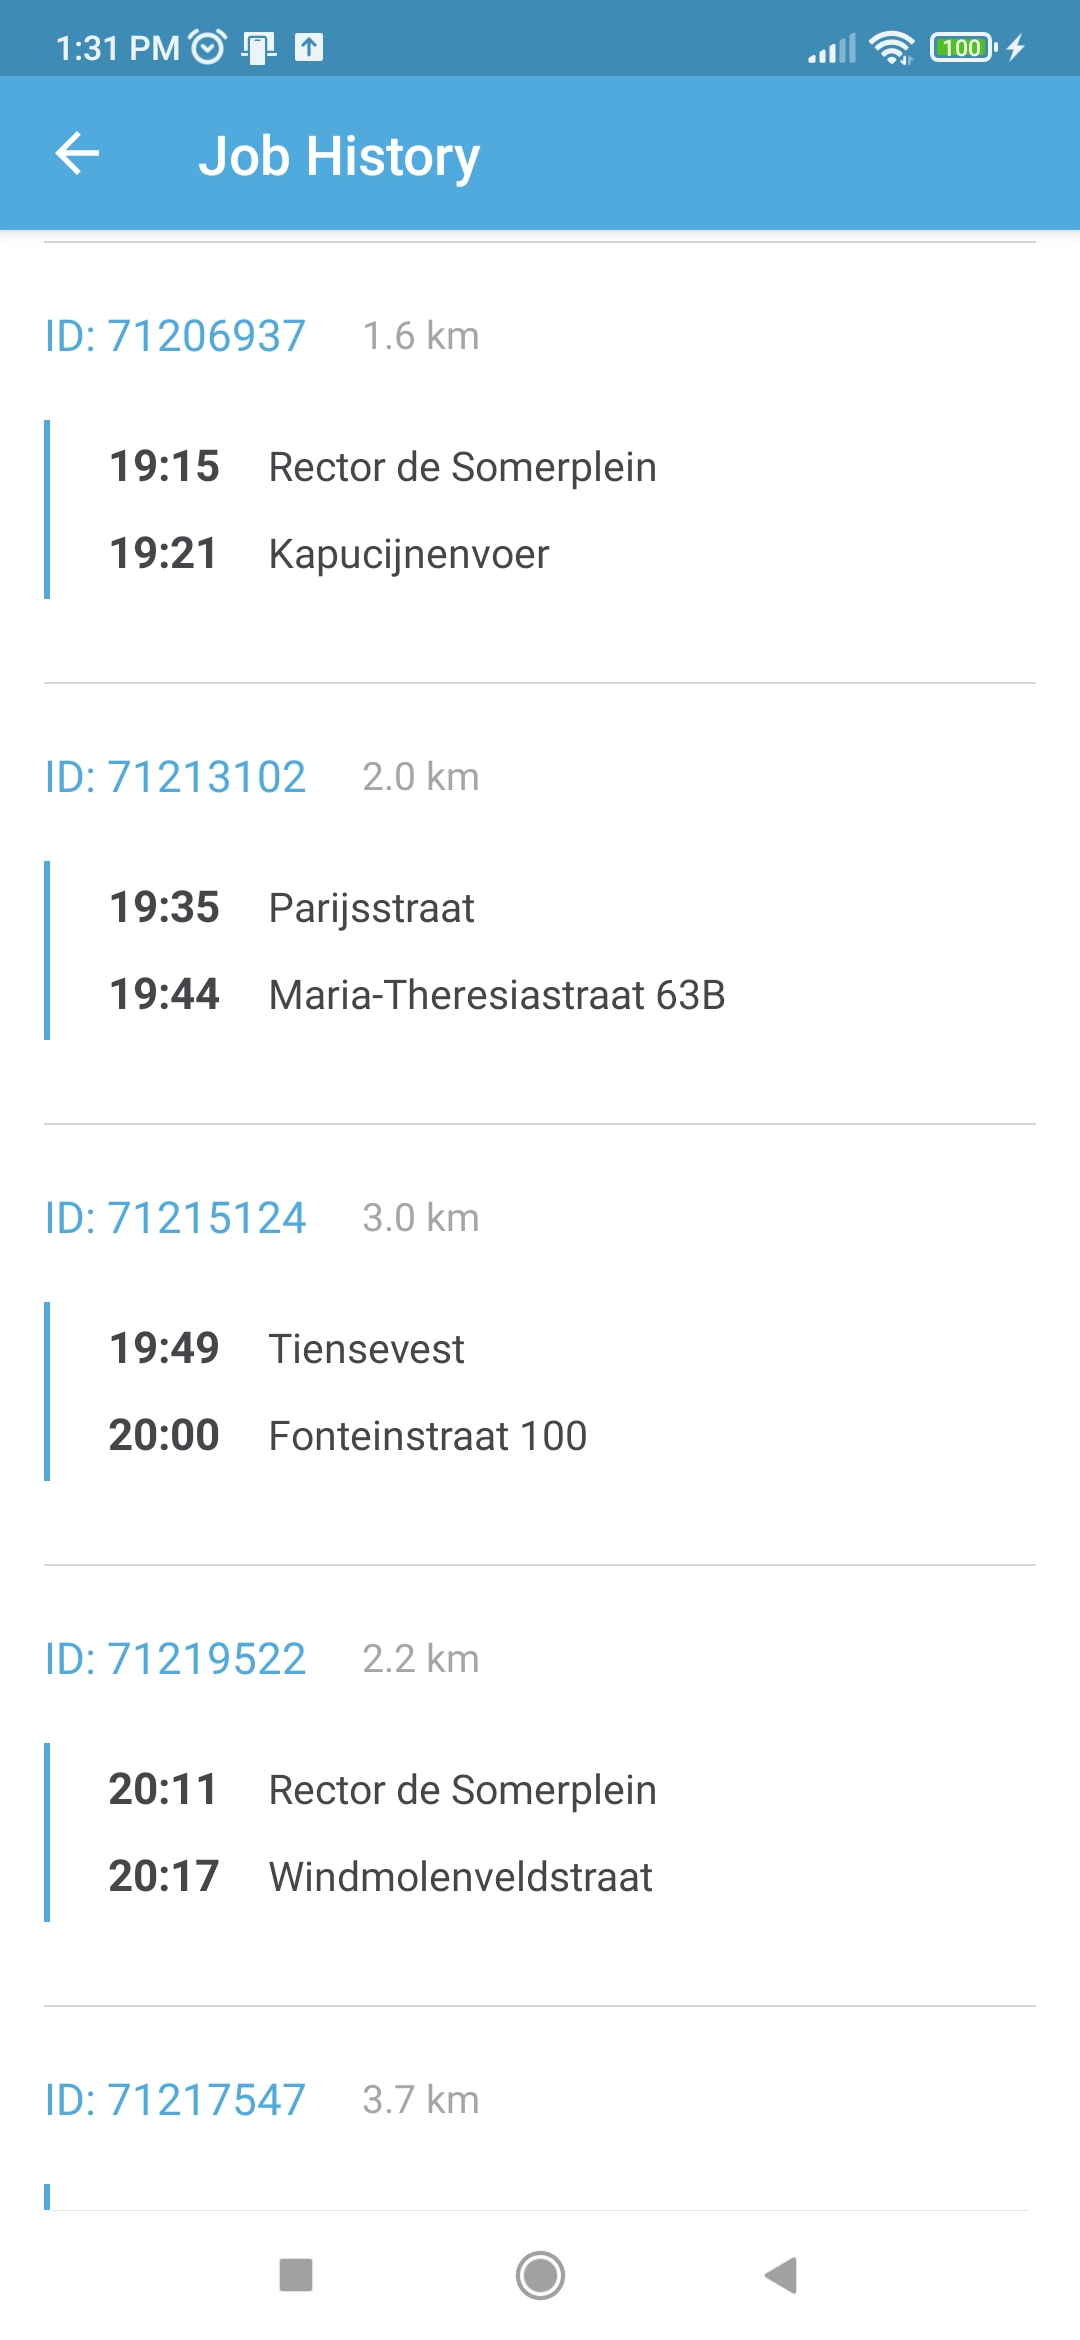 1:31 PM 100
Job History
ID: 71206937 1.6 km
19:15 Rector de Somerplein
19:21 Kapucijnenvoer
ID: 71213102 2.0 km
19:35 Parijsstraat
19:44 Maria-Theresiastraat 63B
ID: 71215124 3.0 km
19:49 Tiensevest
20:00 Fonteinstraat 100
ID: 71219522 2.2 km
20:11 Rector de Somerplein
20:17 Windmolenveldstraat
ID: 71217547 3.7 km